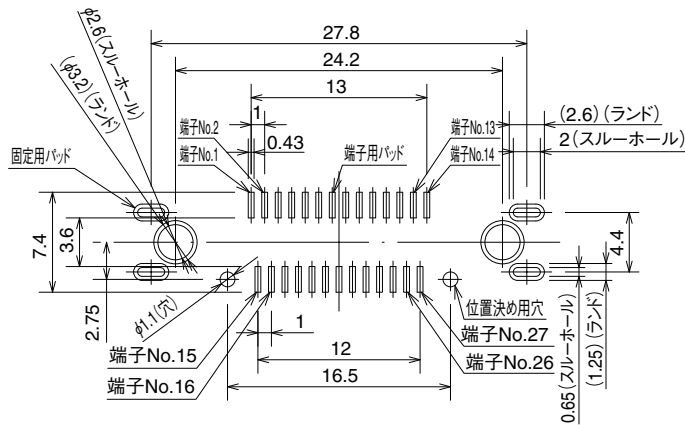 27.8
24.2
13
φ2.6(スルーホール)
(φ3.2)(ランド)
1
(2.6)(ランド)
2(スルーホール)
端子No.2
0.43
端子No.13
端子No.1
端子用パッド
端子No.14
固定用パッド
7.4
3.6
2.75
4.4
φ1.1(穴)
1
位置決め用穴
端子No.15
12
端子No.27
端子No.16
16.5
端子No.26
0.65(スルーホール)
(1.25)(ランド)